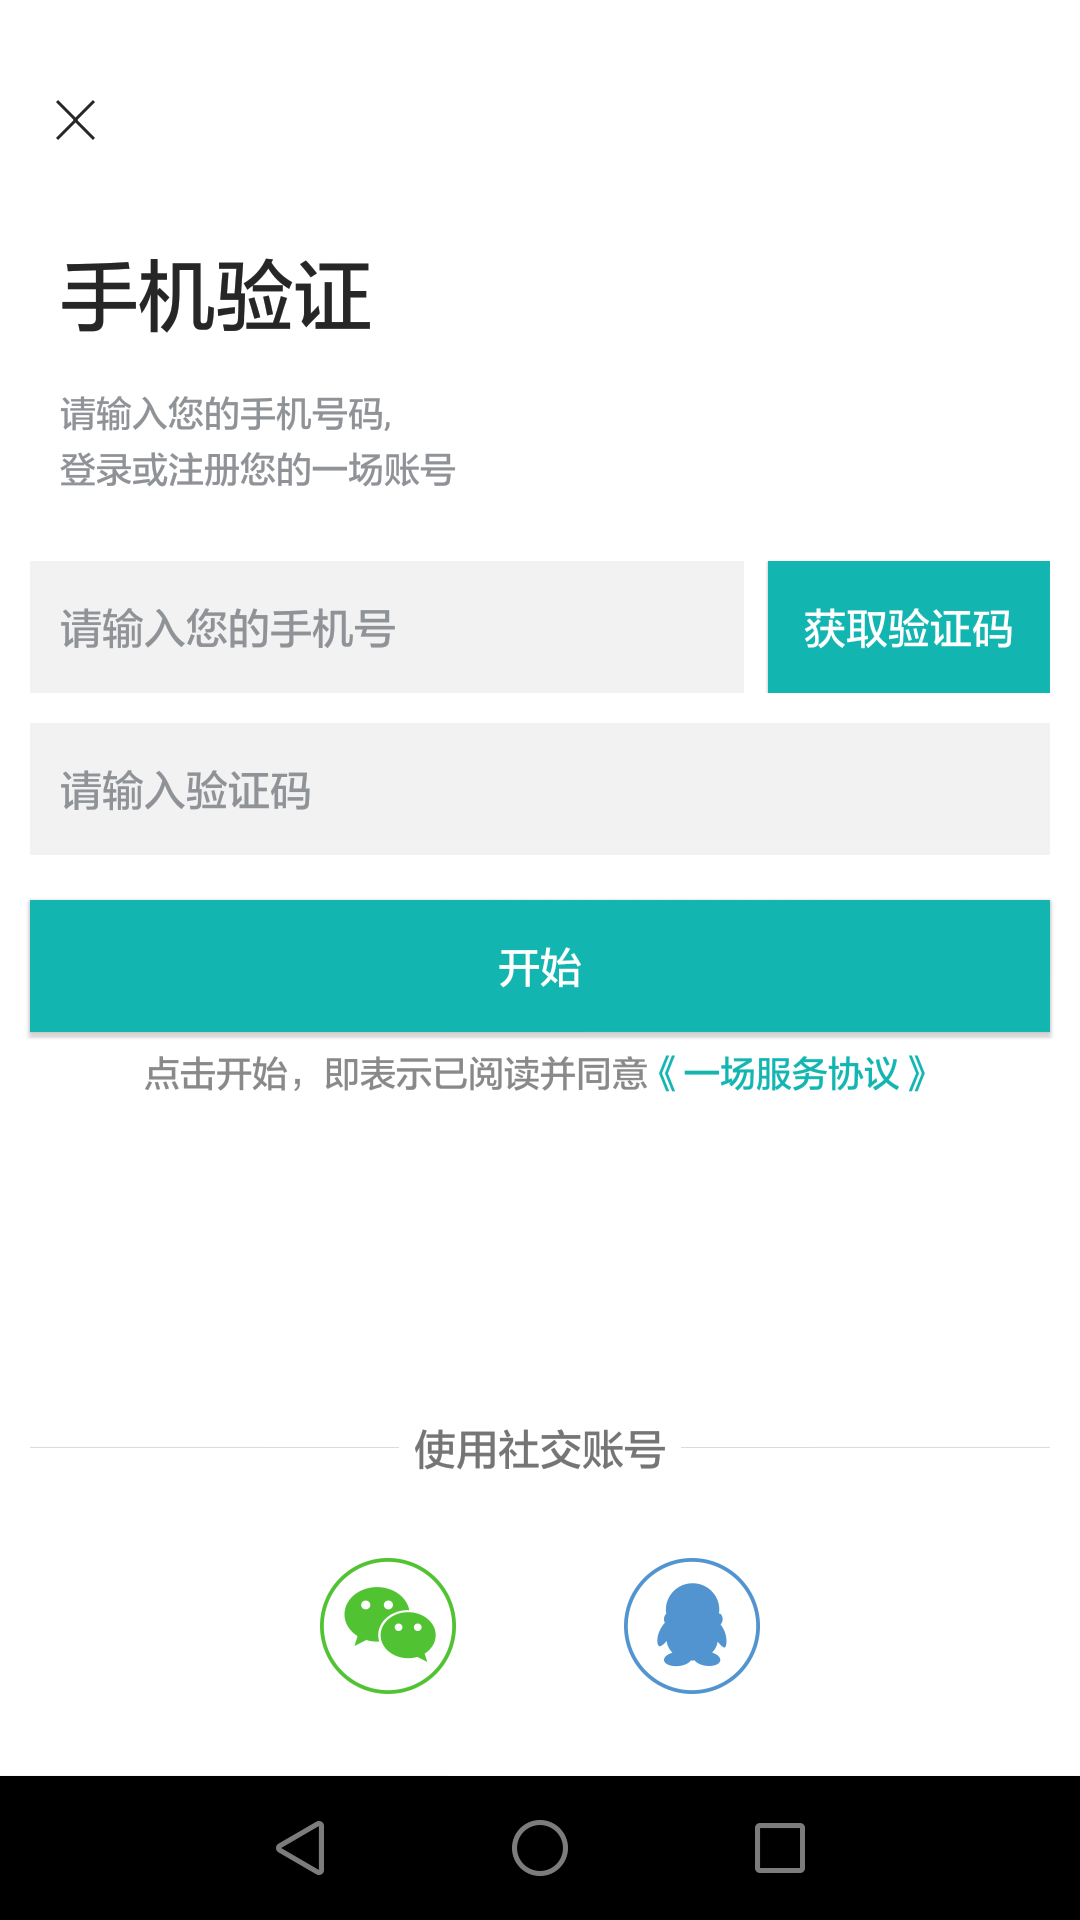 手机验证
请输入您的手机号码,
登录或注册您的一场账号
请输入您的手机号
获取验证码
请输入验证码
开始
点击开始，即表示已阅读并同意《一场服务协议》
使用社交账号